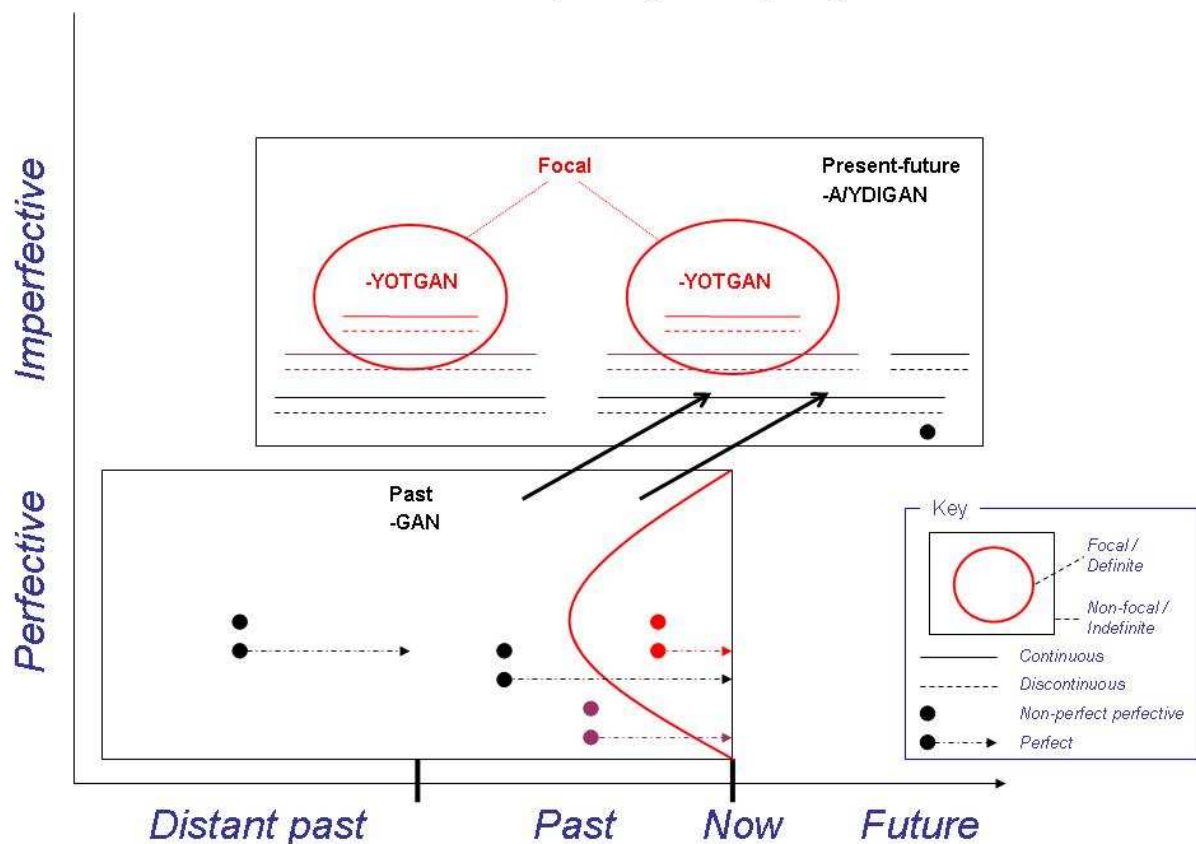 Imperfective
Focal
Present-future
-A/YDIGAN
-YOTGAN
-YOTGAN
Perfective
Past
-GAN
Key
Focal /
Definite
Non-focal /
Indefinite
Continuous
Discontinuous
Non-perfect perfective
Perfect
Distant past
Past
Now
Future